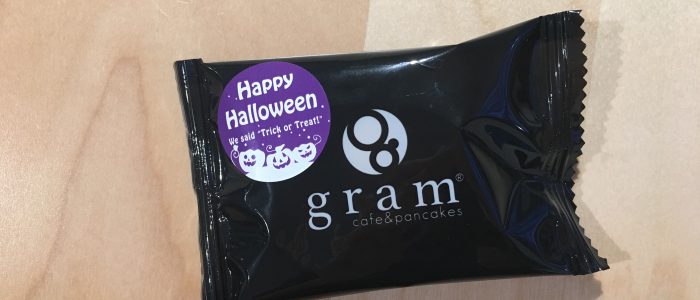 Happy
Halloween
We said "Trick or Treat!"
gram®
cafe&pancakes